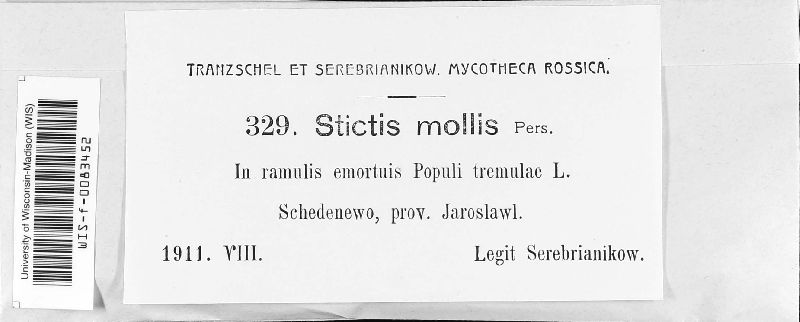 TRANZSCHEL ET SEREBRIANIKOW. MYCOTHECA ROSSICA.
329. Stictis mollis Pers.
In ramulis emortuis Populi tremulae L.
Schedenewo, prov. Jaroslawl.
1911. VIII. Legit Serebrianikow.
University of Wisconsin-Madison (WIS)
WIS-f-0083452